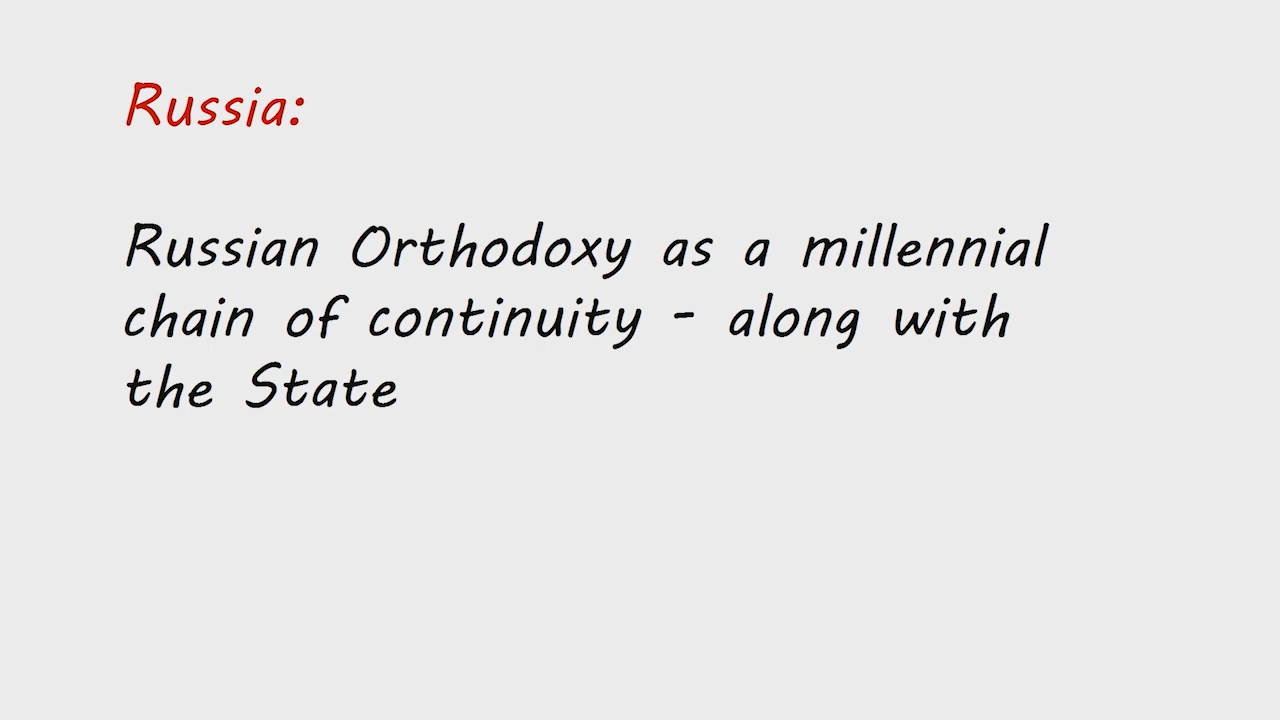 Russia:
Russian Orthodoxy as a millennial
chain of continuity - along with
the State